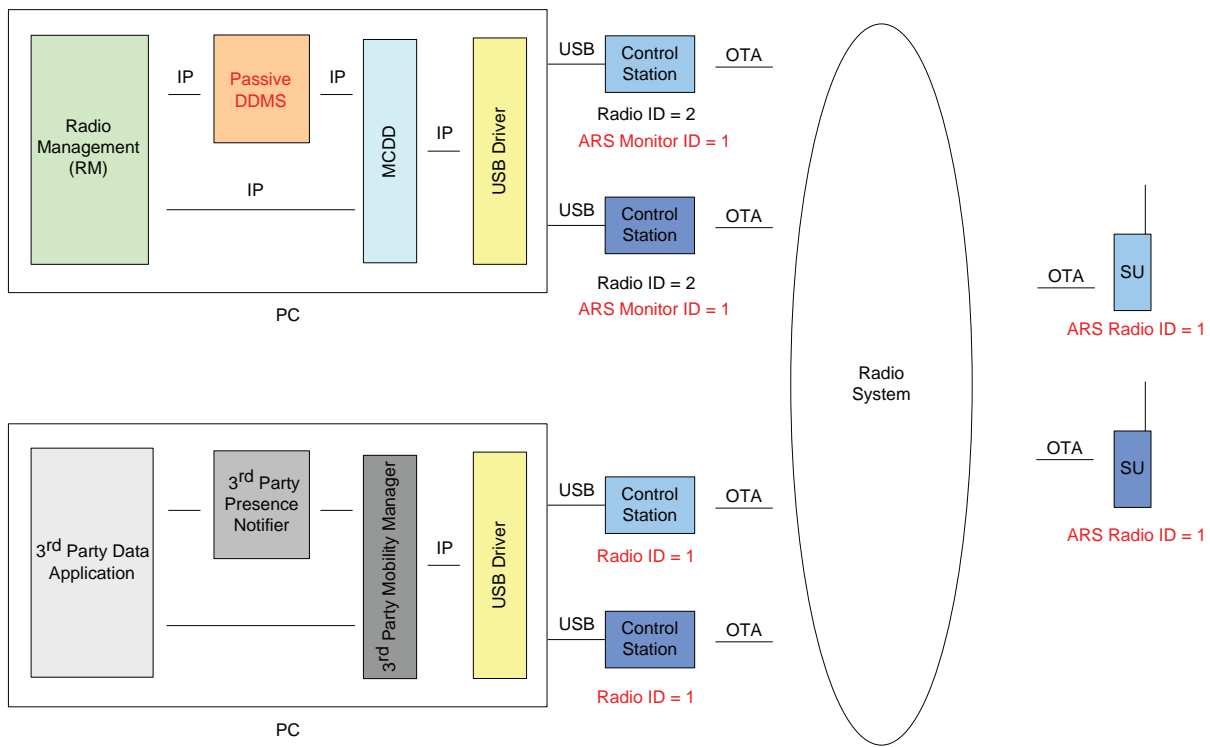 Radio
Management
(RM)
IP
Passive
DDMS
IP
IP
MCDD
IP
USB Driver
PC
USB
Control
Station
OTA
Radio ID = 2
ARS Monitor ID = 1
USB
Control
Station
OTA
Radio ID = 2
ARS Monitor ID = 1
Radio
System
OTA
SU
ARS Radio ID = 1
OTA
SU
ARS Radio ID = 1
3rd Party Data
Application
3rd Party
Presence
Notifier
3rd Party Mobility Manager
IP
USB Driver
PC
USB
Control
Station
OTA
Radio ID = 1
USB
Control
Station
OTA
Radio ID = 1